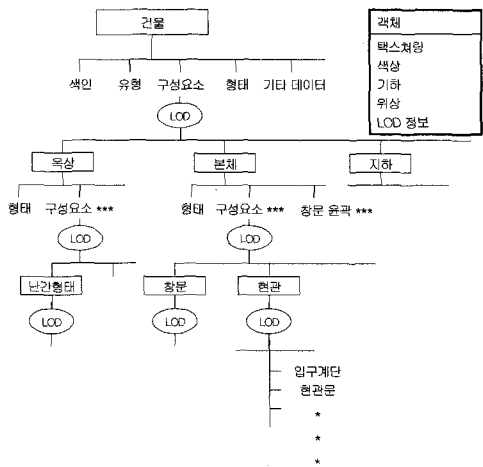 건물
객체
텍스쳐링
색상
기하
위상
LOD 정보
색인 유형 구성요소 형태 기타 데이터
LOD
옥상 본체 지하
형태 구성요소 *** 형태 구성요소 *** 창문 윤곽 ***
LOD LOD
난간형태 창문 현관
LOD LOD LOD
입구계단
현관문
*
*
*